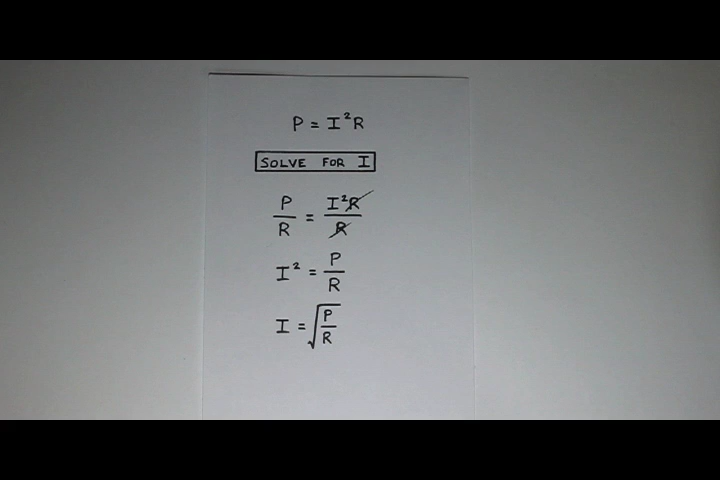 P = I²R
SOLVE FOR I
P/R = I²R/R
I² = P/R
I = √(P/R)